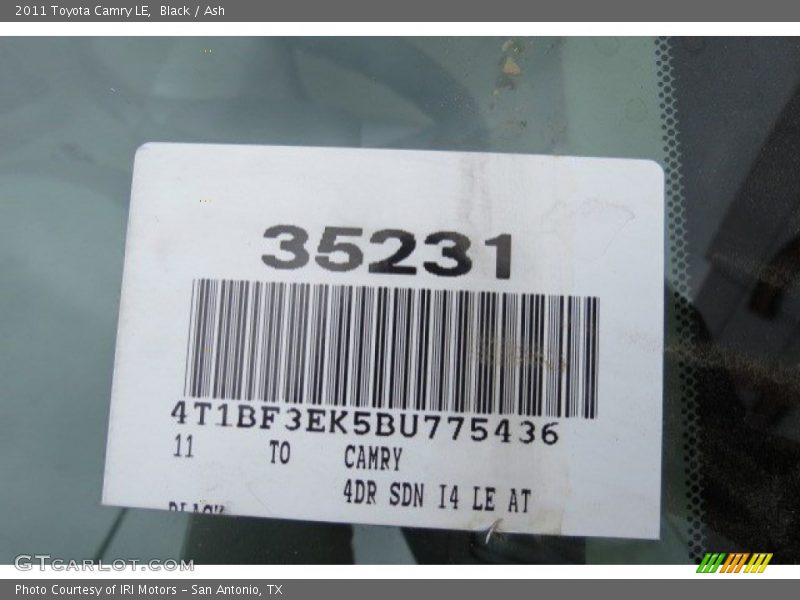 2011 Toyota Camry LE, Black / Ash
35231
4T1BF3EK5BU775436
11 TO CAMRY
4DR SDN I4 LE AT
BLACK
GTCARLOT.COM
Photo Courtesy of IRI Motors – San Antonio, TX